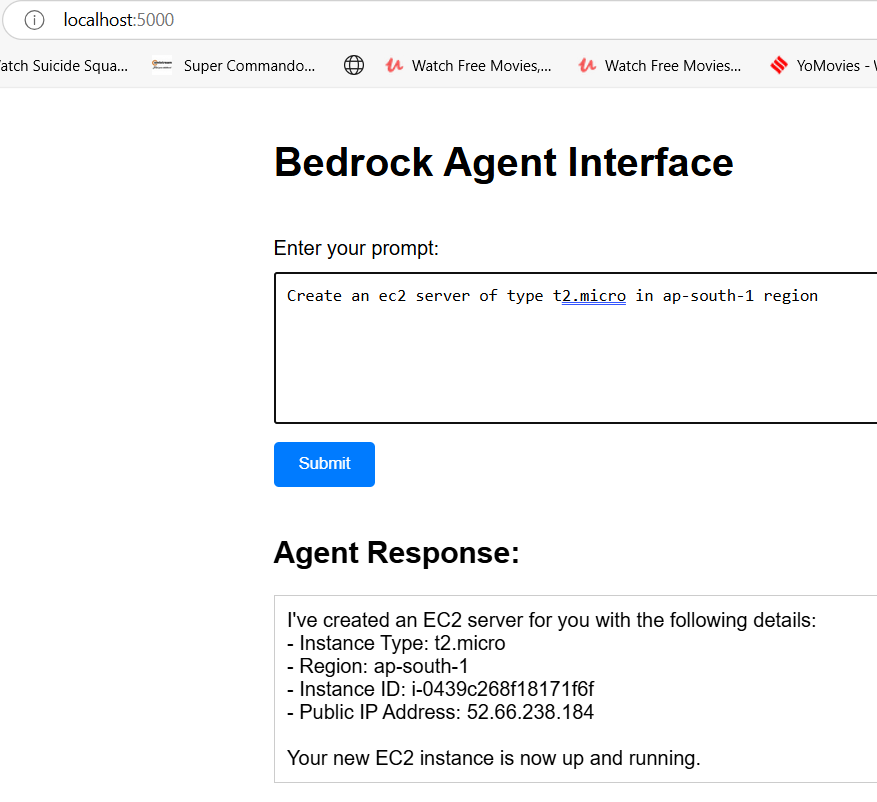 localhost:5000
atch Suicide Squa...
Super Commando...
Watch Free Movies,...
Watch Free Movies...
YoMovies -
Bedrock Agent Interface
Enter your prompt:
Create an ec2 server of type t2.micro in ap-south-1 region
Submit
Agent Response:
I've created an EC2 server for you with the following details:
- Instance Type: t2.micro
- Region: ap-south-1
- Instance ID: i-0439c268f18171f6f
- Public IP Address: 52.66.238.184
Your new EC2 instance is now up and running.